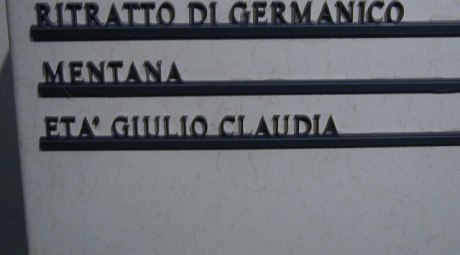 RITRATTO DI GERMANICO
MENTANA
ETA' GIULIO CLAUDIA